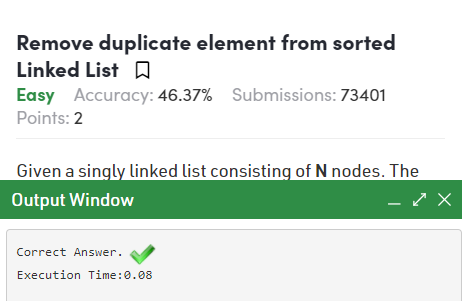 Remove duplicate element from sorted
Linked List
Easy Accuracy: 46.37% Submissions: 73401
Points: 2
Given a singly linked list consisting of N nodes. The
Output Window
Correct Answer.
Execution Time:0.08